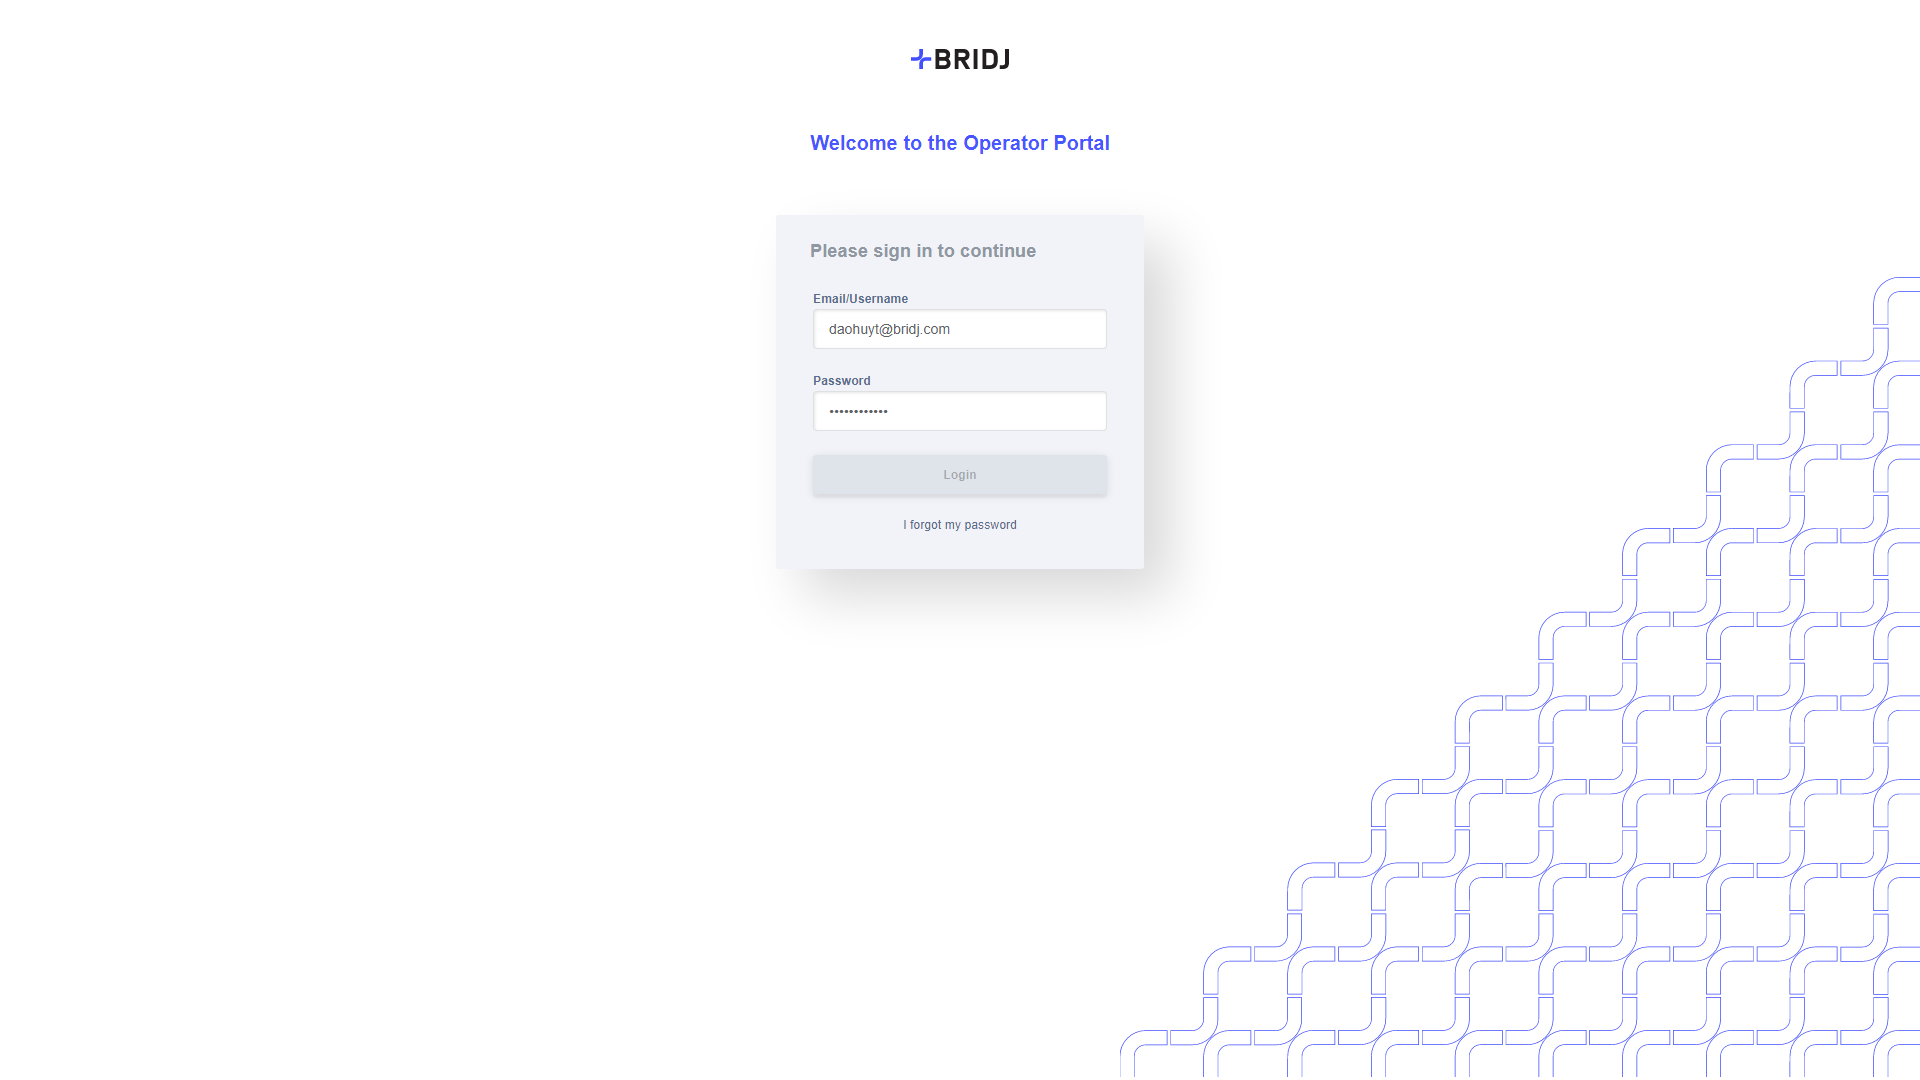 BRIDJ
Welcome to the Operator Portal
Please sign in to continue
Email/Username
daohuyt@bridj.com
Password
••••••••••••
Login
I forgot my password